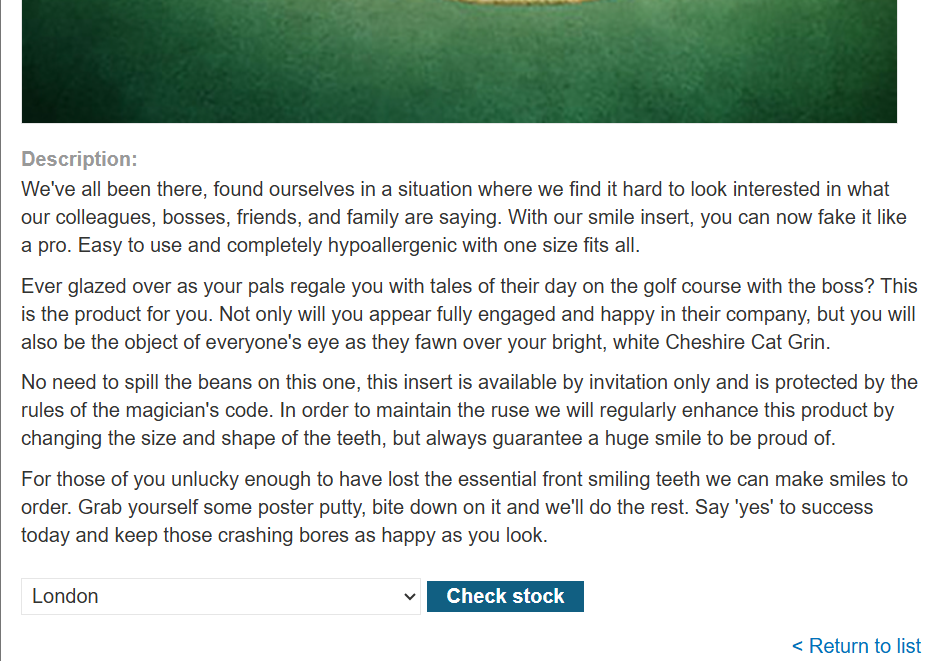 Description:
We've all been there, found ourselves in a situation where we find it hard to look interested in what
our colleagues, bosses, friends, and family are saying. With our smile insert, you can now fake it like
a pro. Easy to use and completely hypoallergenic with one size fits all.
Ever glazed over as your pals regale you with tales of their day on the golf course with the boss? This
is the product for you. Not only will you appear fully engaged and happy in their company, but you will
also be the object of everyone's eye as they fawn over your bright, white Cheshire Cat Grin.
No need to spill the beans on this one, this insert is available by invitation only and is protected by the
rules of the magician's code. In order to maintain the ruse we will regularly enhance this product by
changing the size and shape of the teeth, but always guarantee a huge smile to be proud of.
For those of you unlucky enough to have lost the essential front smiling teeth we can make smiles to
order. Grab yourself some poster putty, bite down on it and we'll do the rest. Say 'yes' to success
today and keep those crashing bores as happy as you look.
London Check stock
< Return to list